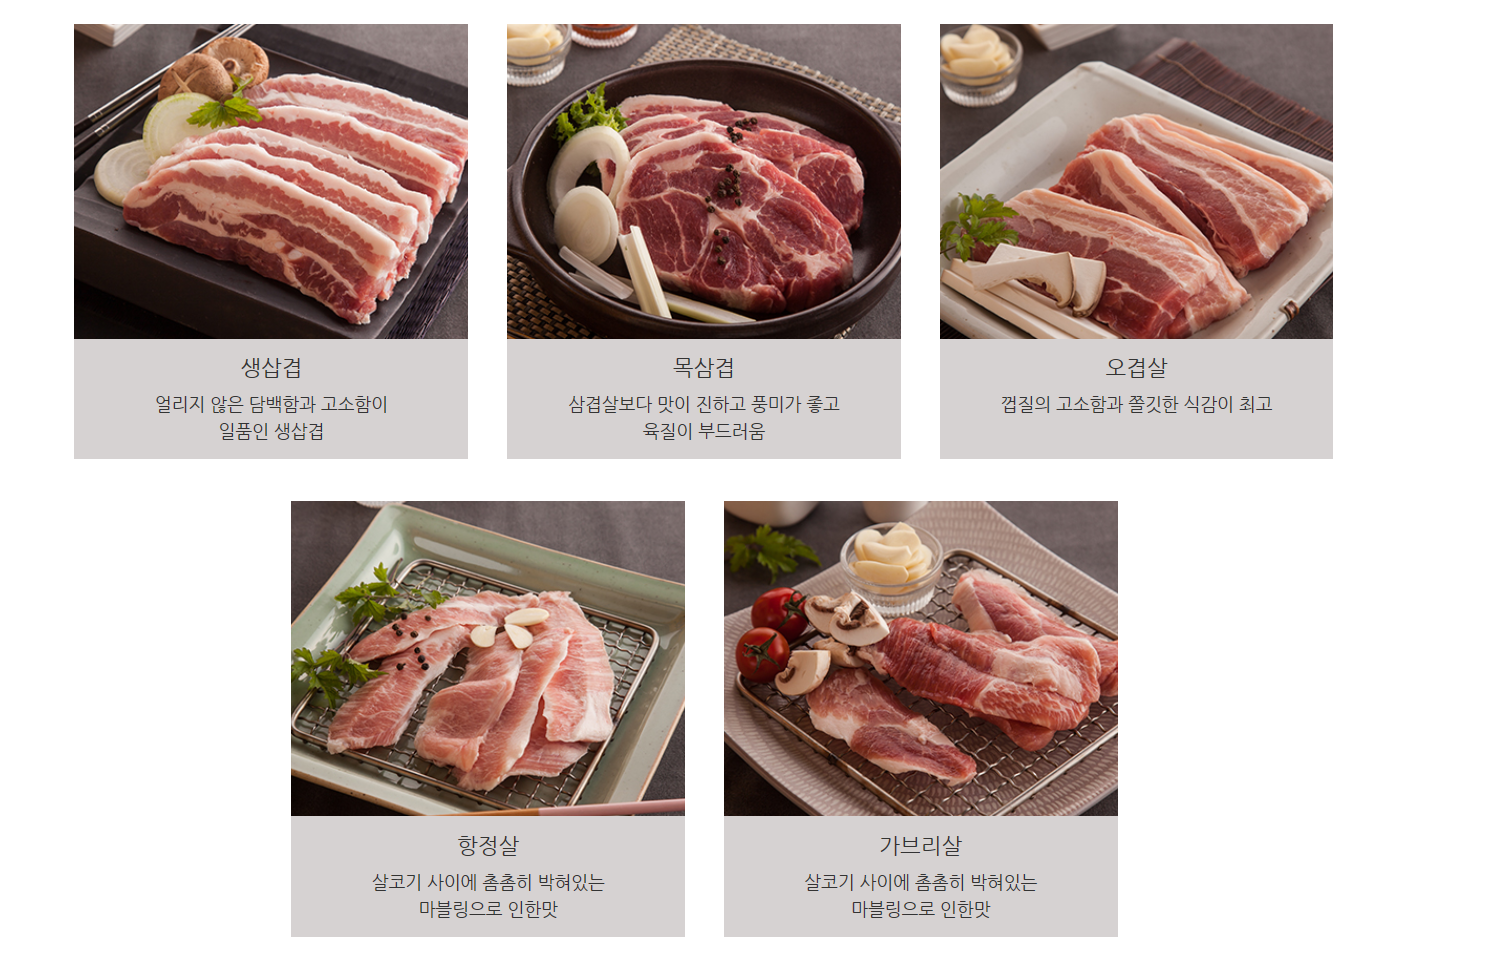 생삼겹
얼리지 않은 담백함과 고소함이
일품인 생삼겹
목삼겹
삼겹살보다 맛이 진하고 풍미가 좋고
육질이 부드러움
오겹살
껍질의 고소함과 쫄깃한 식감이 최고
항정살
살코기 사이에 촘촘히 박혀있는
마블링으로 인한맛
가브리살
살코기 사이에 촘촘히 박혀있는
마블링으로 인한맛